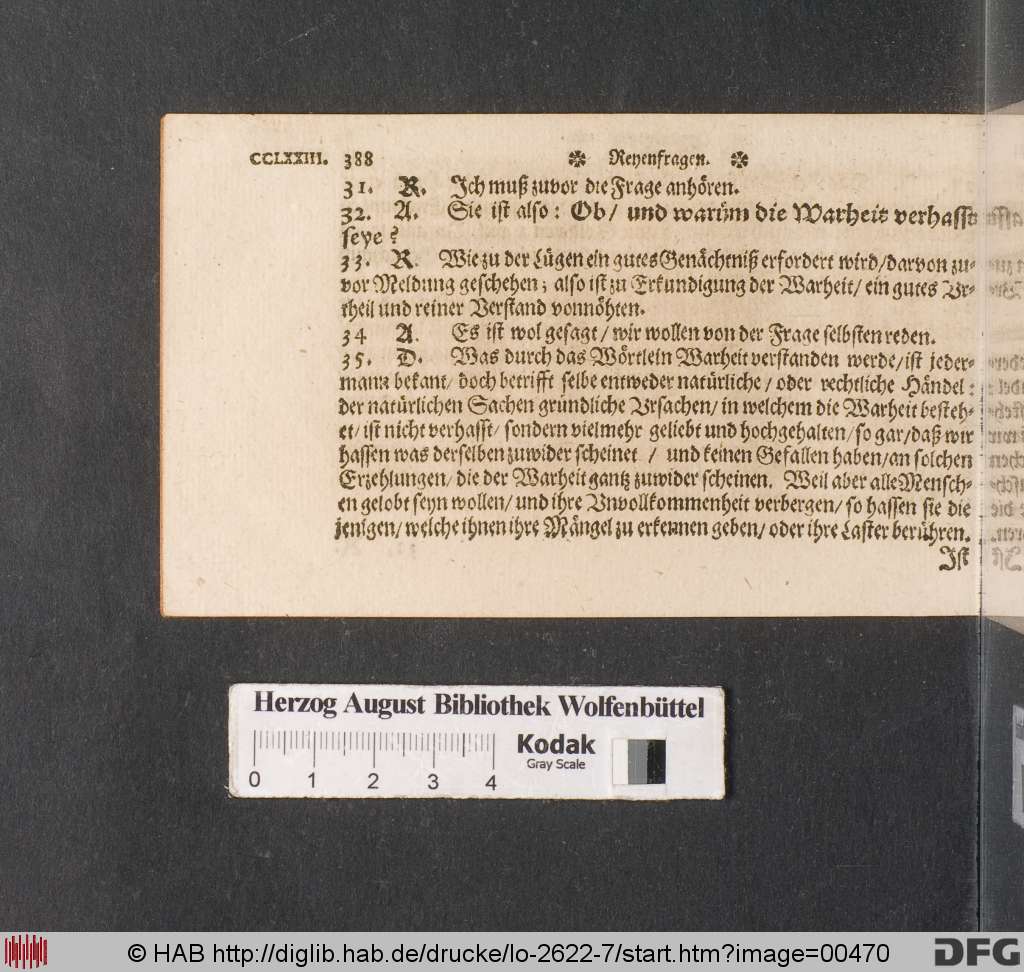 CCLXXIII. 388 ✼ Reyenfragen. ✼
31. R. Ich muß zuvor die Frage anhören.
32. A. Sie ist also: Ob/ und warüm die Warheit verhasst
seye?
33. R. Wie zu der Lügen ein gutes Genächtniß erfordert wird/darvon zu-
vor Meldung geschehen; also ist zu Erkundigung der Warheit/ ein gutes Ur-
theil und reiner Verstand vonnöhten.
34 A. Es ist wol gesagt/ wir wollen von der Frage selbsten reden.
35. D. Was durch das Wörtlein Warheit verstanden werde/ist jeder-
mann bekant/ doch betrifft selbe entweder natürliche/ oder rechtliche Händel:
der natürlichen Sachen gründliche Ursachen/ in welchem die Warheit besteh-
et/ ist nicht verhasst/ sondern vielmehr geliebt und hochgehalten/ so gar/daß wir
hassen was derselben zuwider scheinet / und keinen Gefallen haben/an solchen
Erzehlungen/ die der Warheit gantz zuwider scheinen. Weil aber alle Mensch-
en gelobt seyn wollen/ und ihre Unvollkommenheit verbergen/ so hassen sie die
jenigen/ welche ihnen ihre Mängel zu erkennen geben/ oder ihre Laster berühren.
Ist
Herzog August Bibliothek Wolfenbüttel
Kodak
Gray Scale
0 1 2 3 4
© HAB http://diglib.hab.de/drucke/lo-2622-7/start.htm?image=00470 DFG